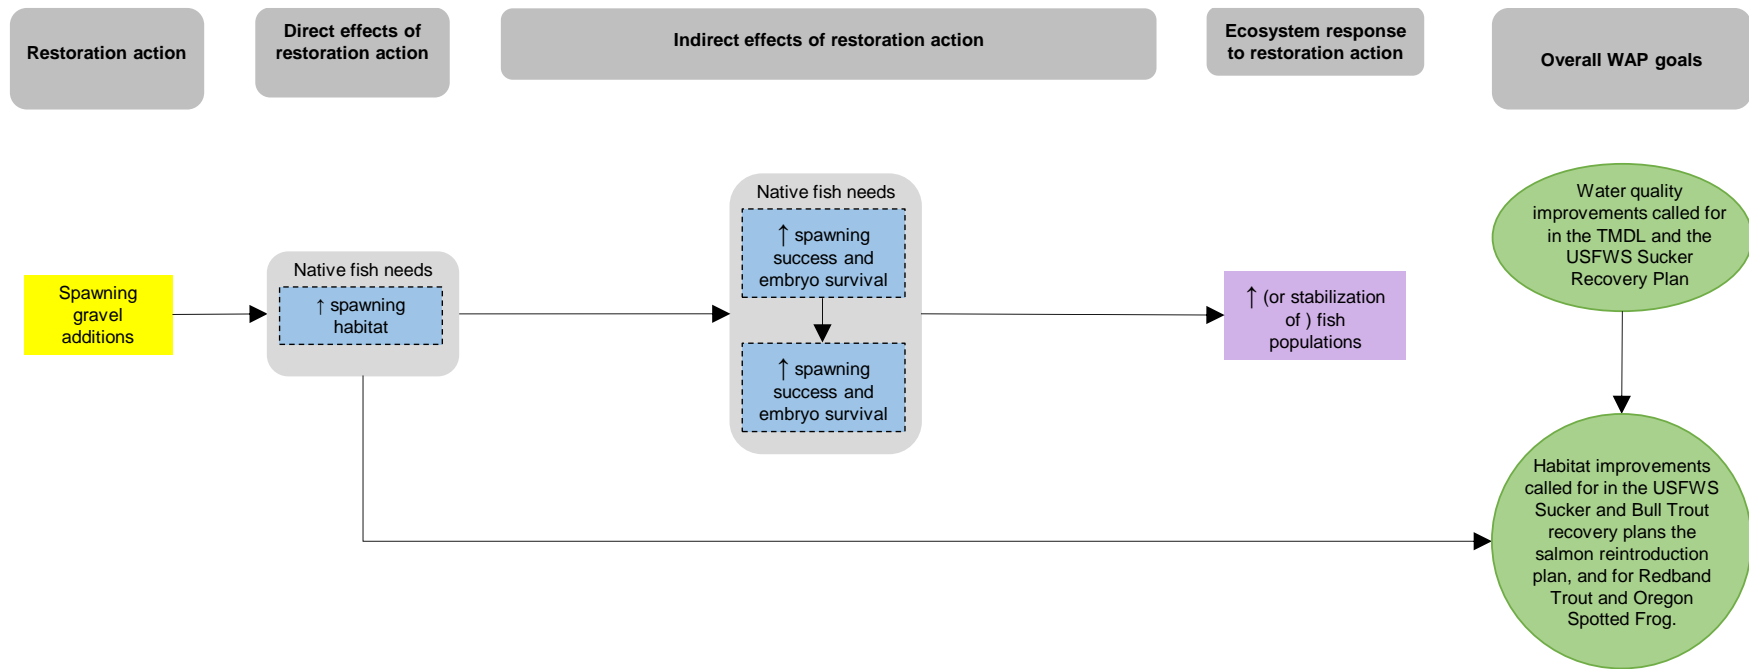 Restoration action
Direct effects of
restoration action
Indirect effects of restoration action
Ecosystem response
to restoration action
Overall WAP goals
Spawning
gravel
additions
Native fish needs
↑ spawning
habitat
Native fish needs
↑ spawning
success and
embryo survival
↑ spawning
success and
embryo survival
↑ (or stabilization
of ) fish
populations
Water quality
improvements called for
in the TMDL and the
USFWS Sucker
Recovery Plan
Habitat improvements
called for in the USFWS
Sucker and Bull Trout
recovery plans the
salmon reintroduction
plan, and for Redband
Trout and Oregon
Spotted Frog.